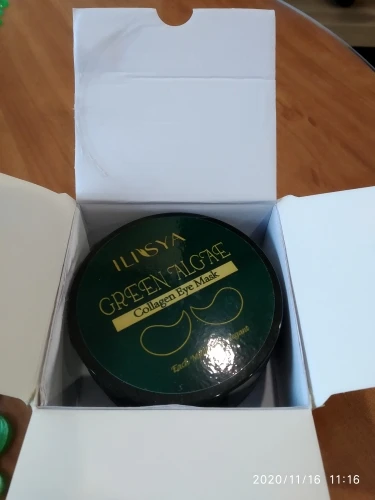 ILISYA
GREEN ALGAE
Collagen Eye Mask
2020/11/16 11:16